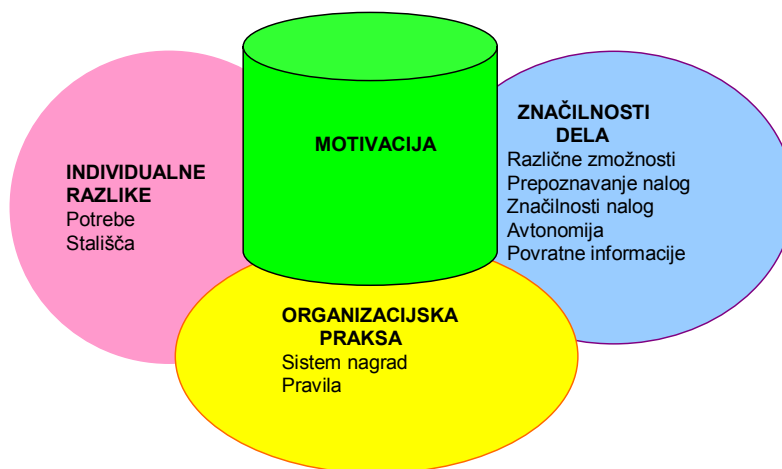 MOTIVACIJA
INDIVIDUALNE
RAZLIKE
Potrebe
Stališča
ZNAČILNOSTI
DELA
Različne zmožnosti
Prepoznavanje nalog
Značilnosti nalog
Avtonomija
Povratne informacije
ORGANIZACIJSKA
PRAKSA
Sistem nagrad
Pravila